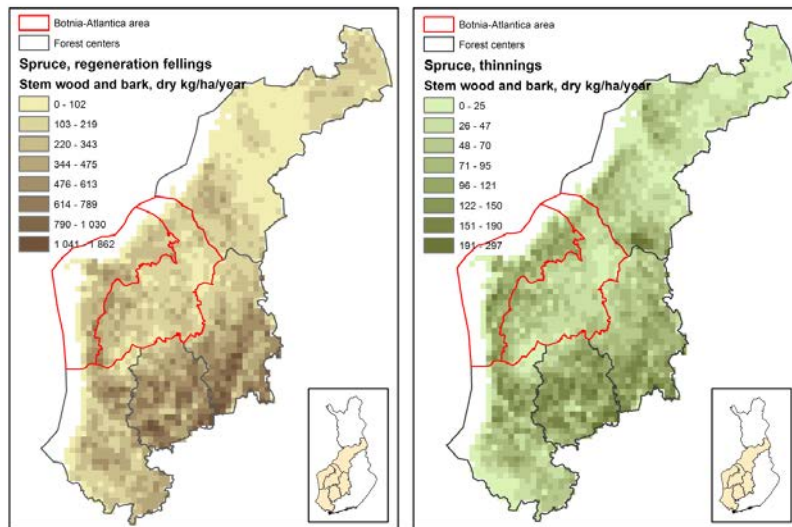 Botnia-Atlantica area
Forest centers
Spruce, regeneration fellings
Stem wood and bark, dry kg/ha/year
0 - 102
103 - 219
220 - 343
344 - 475
476 - 613
614 - 789
790 - 1 030
1 041 - 1 862
Botnia-Atlantica area
Forest centers
Spruce, thinnings
Stem wood and bark, dry kg/ha/year
0 - 25
26 - 47
48 - 70
71 - 95
96 - 121
122 - 150
151 - 190
191 - 297